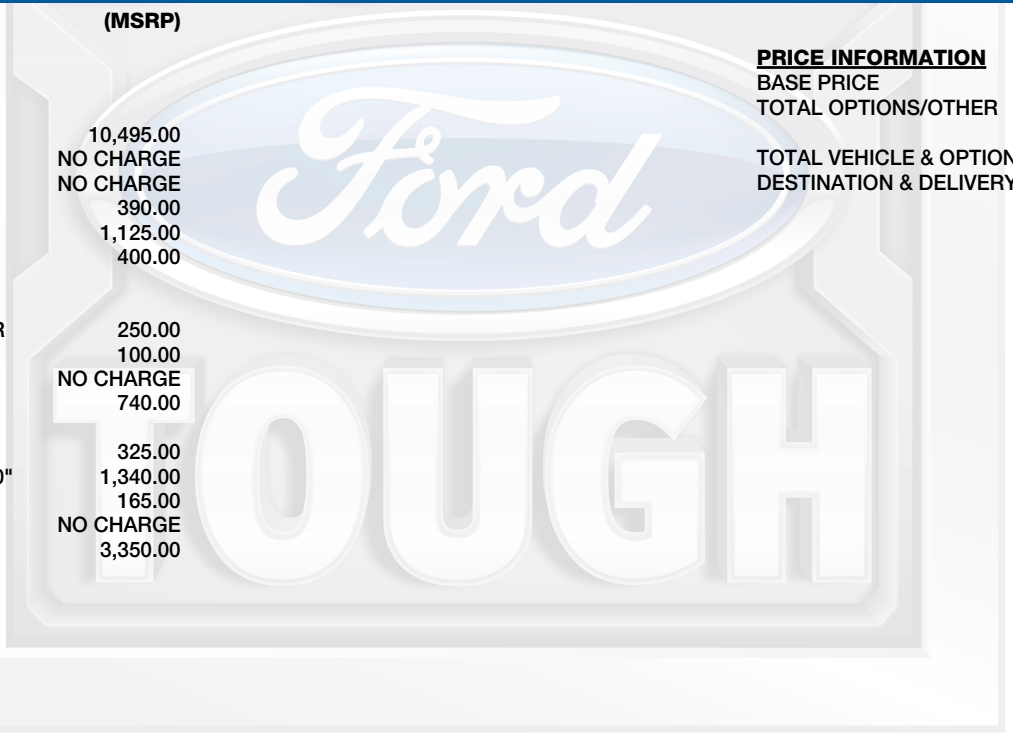 (MSRP)
10,495.00
NO CHARGE
NO CHARGE
390.00
1,125.00
400.00
R 250.00
100.00
NO CHARGE
740.00
325.00
0" 1,340.00
165.00
NO CHARGE
3,350.00
PRICE INFORMATION
BASE PRICE
TOTAL OPTIONS/OTHER
TOTAL VEHICLE & OPTION
DESTINATION & DELIVERY
Ford
TOUGH